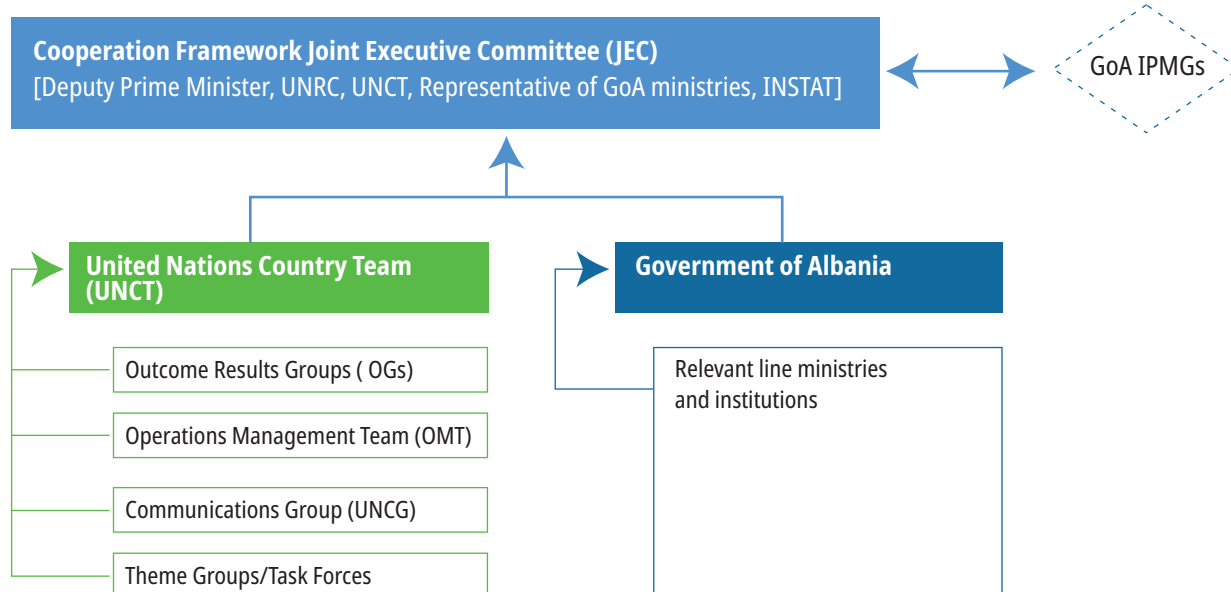 Cooperation Framework Joint Executive Committee (JEC)
[Deputy Prime Minister, UNRC, UNCT, Representative of GoA ministries, INSTAT]
GoA IPMGs
United Nations Country Team
(UNCT)
Government of Albania
Outcome Results Groups ( OGs)
Operations Management Team (OMT)
Communications Group (UNCG)
Theme Groups/Task Forces
Relevant line ministries
and institutions